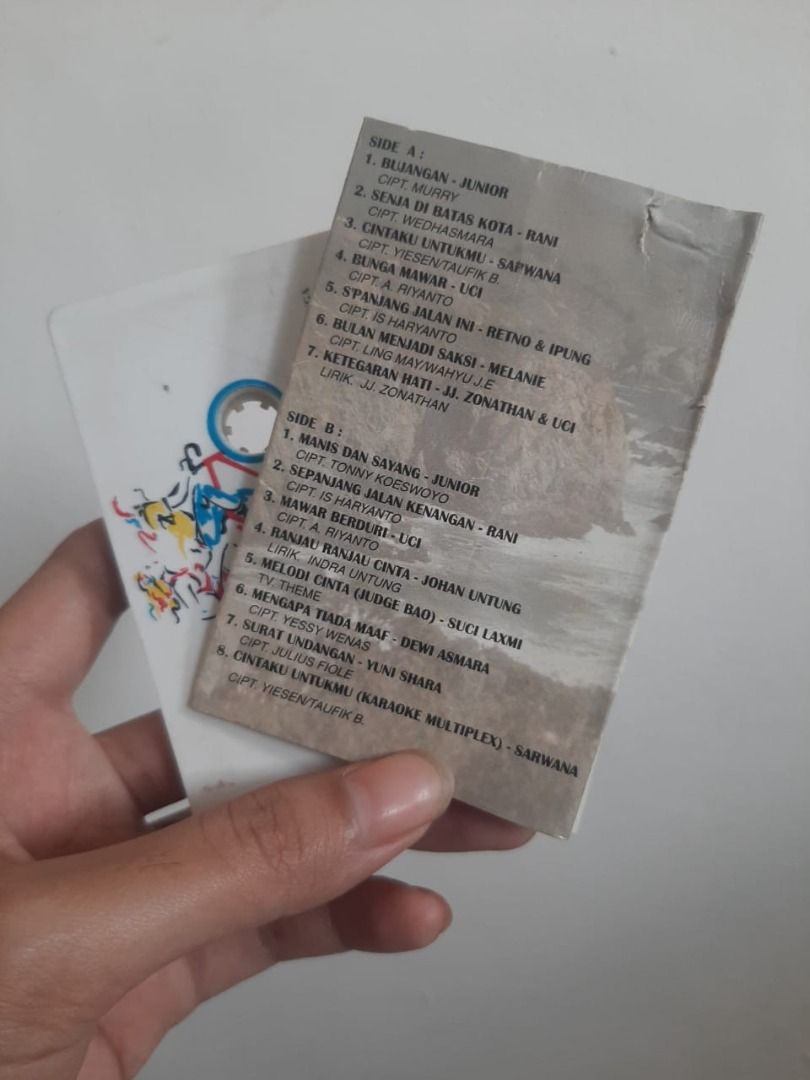 SIDE A :
1. BUJANGAN - JUNIOR
CIPT. MURRY
2. SENJA DI BATAS KOTA - RANI
CIPT. WEDHASMARA
3. CINTAKU UNTUKMU - SARWANA
CIPT. YIESEN/TAUFIK B.
4. BUNGA MAWAR - UCI
CIPT. A. RIYANTO
5. S'PANJANG JALAN INI - RETNO & IPUNG
CIPT. IS HARYANTO
6. BULAN MENJADI SAKSI - MELANIE
CIPT. LING MAY/WAHYU J.E
7. KETEGARAN HATI - JJ. ZONATHAN & UCI
LIRIK. JJ. ZONATHAN
SIDE B :
1. MANIS DAN SAYANG - JUNIOR
CIPT. TONNY KOESWOYO
2. SEPANJANG JALAN KENANGAN - RANI
CIPT. IS HARYANTO
3. MAWAR BERDURI - UCI
CIPT. A. RIYANTO
4. RANJAU RANJAU CINTA - JOHAN UNTUNG
LIRIK. INDRA UNTUNG
5. MELODI CINTA (JUDGE BAO) - SUCI LAXMI
TV. THEME
6. MENGAPA TIADA MAAF - DEWI ASMARA
CIPT. YESSY WENAS
7. SURAT UNDANGAN - YUNI SHARA
CIPT. JULIUS FIOLE
8. CINTAKU UNTUKMU (KARAOKE MULTIPLEX) - SARWANA
CIPT. YIESEN/TAUFIK B.